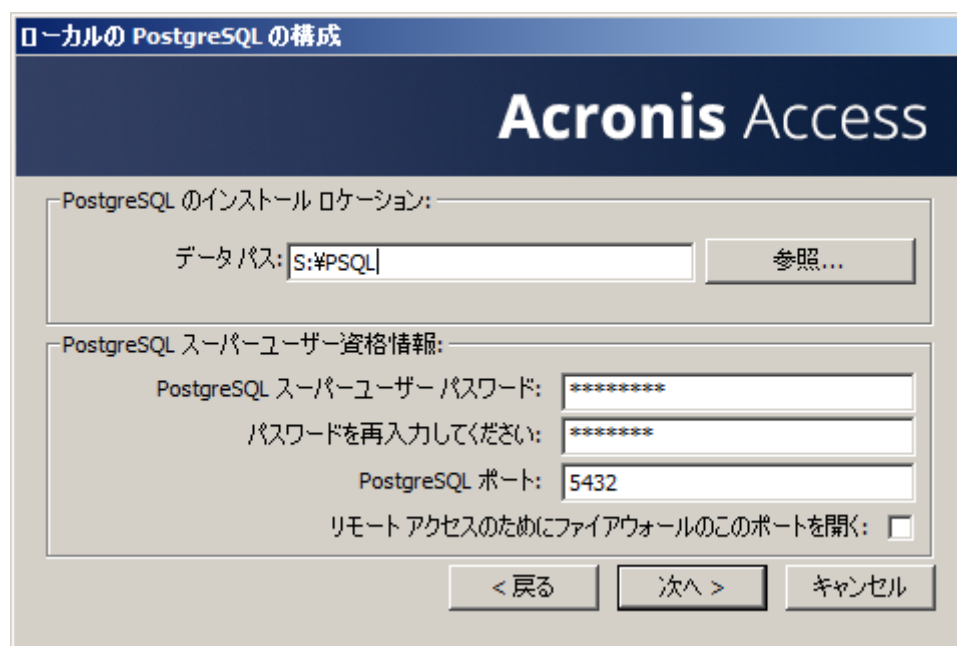 ローカルの PostgreSQL の構成
Acronis Access
PostgreSQL のインストール ロケーション:
データ パス: S:¥PSQL 参照...
PostgreSQL スーパーユーザー資格情報:
PostgreSQL スーパーユーザー パスワード: ********
パスワードを再入力してください: *******
PostgreSQL ポート: 5432
リモート アクセスのためにファイアウォールのこのポートを開く:
< 戻る 次へ > キャンセル